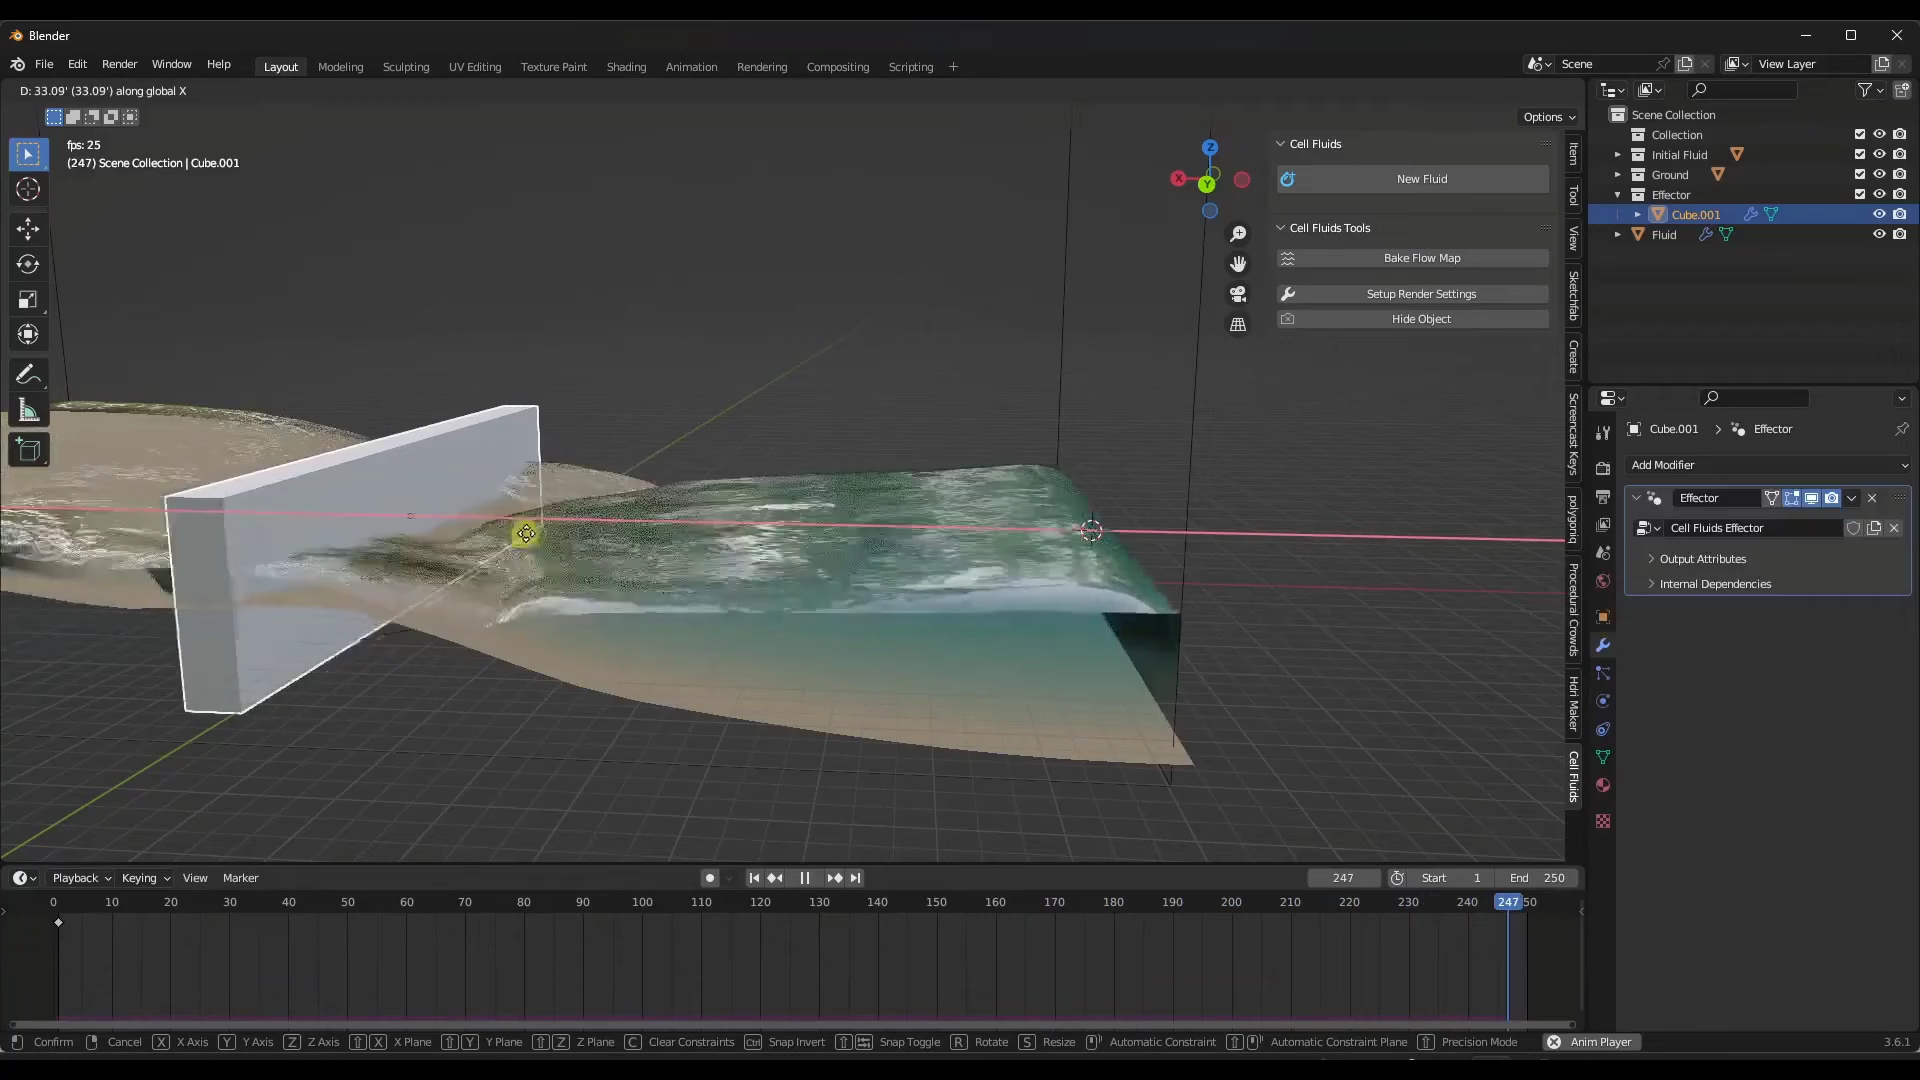 Blender
File Edit Render Window Help Layout Modeling Sculpting UV Editing Texture Paint Shading Animation Rendering Compositing Scripting Scene View Layer
D: 33.09' (33.09') along global X
Options
fps: 25
(247) Scene Collection | Cube.001
Z
X
Y
Cell Fluids
New Fluid
Cell Fluids Tools
Bake Flow Map
Setup Render Settings
Hide Object
Item
Tool
View
Sketchfab
Create
Screencast Keys
polygoniq
Procedural Crowds
Hdri Maker
Cell Fluids
Scene Collection
Collection
Initial Fluid
Ground
Effector
Cube.001
Fluid
Cube.001 > Effector
Add Modifier
Effector
Cell Fluids Effector
Output Attributes
Internal Dependencies
Playback Keying View Marker 247 Start 1 End 250
0 10 20 30 40 50 60 70 80 90 100 110 120 130 140 150 160 170 180 190 200 210 220 230 240 247 50
Confirm Cancel X X Axis Y Y Axis Z Z Axis X X Plane Y Y Plane Z Z Plane C Clear Constraints Ctrl Snap Invert Snap Toggle R Rotate S Resize Automatic Constraint Automatic Constraint Plane Precision Mode Anim Player 3.6.1